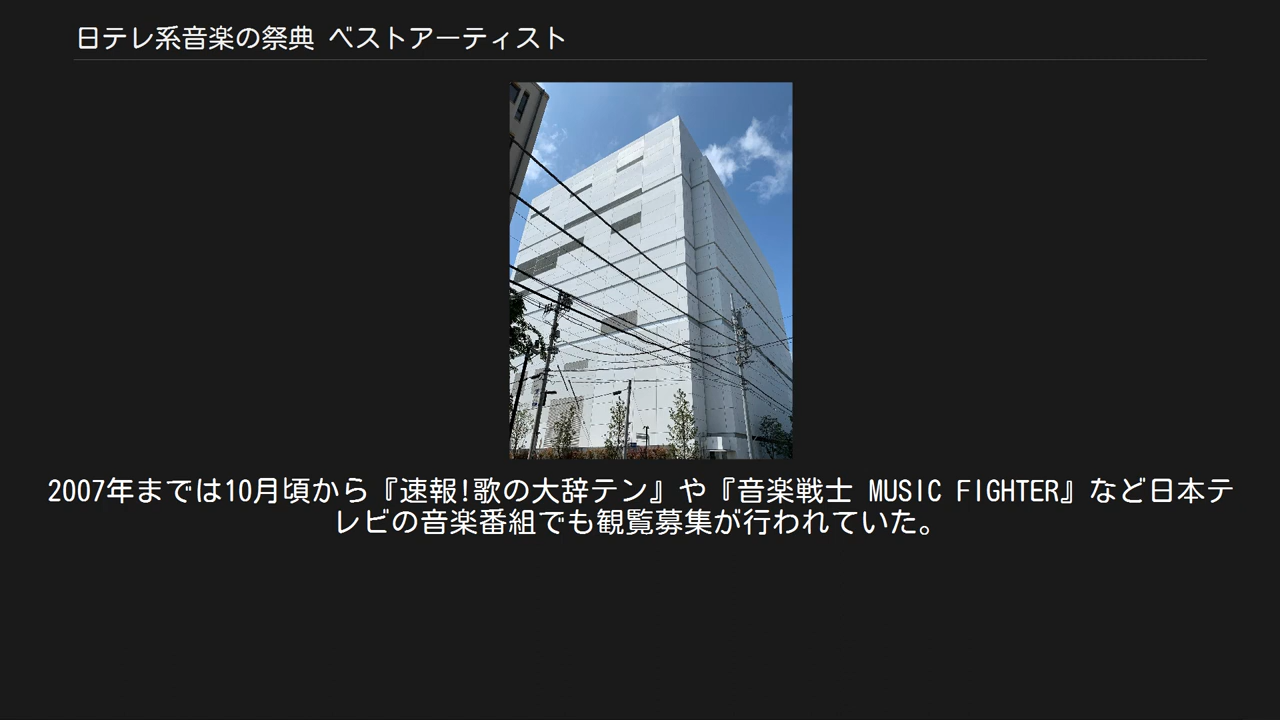 日テレ系音楽の祭典 ベストアーティスト
2007年までは10月頃から『速報!歌の大辞テン』や『音楽戦士 MUSIC FIGHTER』など日本テ
レビの音楽番組でも観覧募集が行われていた。